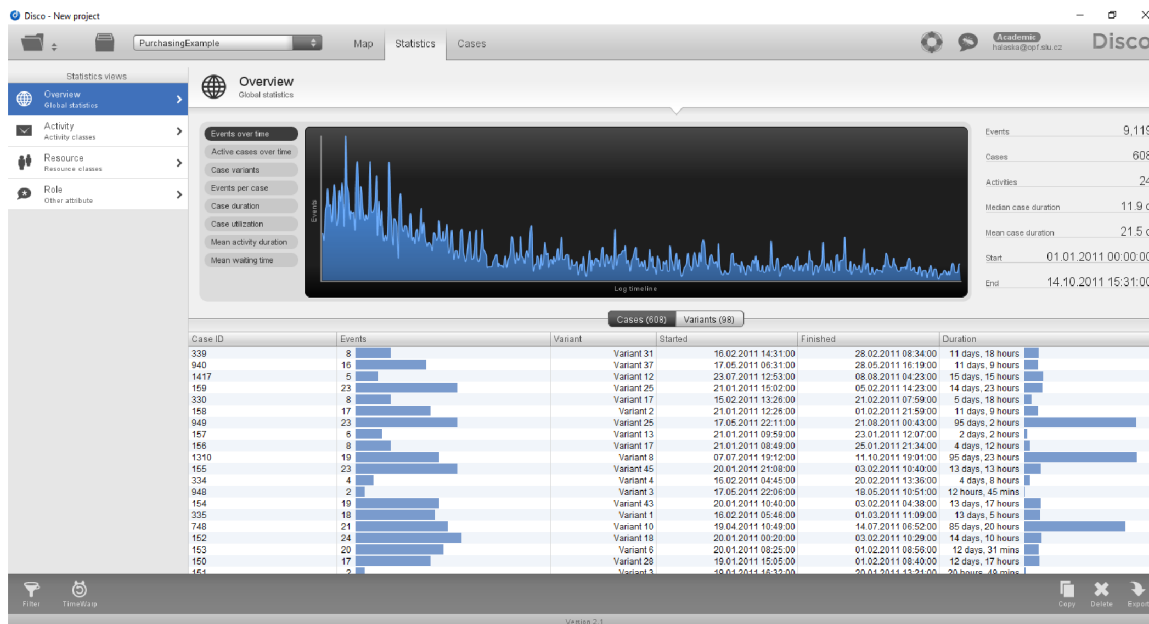 Disco - New project
PurchasingExample
Map Statistics Cases
Academic
halaska@opf.slu.cz
Disco
Statistics views
Overview
Global statistics
Activity
Activity classes
Resource
Resource classes
Role
Other attribute
Overview
Global statistics
Events over time
Active cases over time
Case variants
Events per case
Case duration
Case utilization
Mean activity duration
Mean waiting time
Events
Log timeline
Events 9,119
Cases 608
Activities 24
Median case duration 11.9 d
Mean case duration 21.5 d
Start 01.01.2011 00:00:00
End 14.10.2011 15:31:00
Cases (608) Variants (98)
Case ID Events Variant Started Finished Duration
339 8 Variant 31 16.02.2011 14:31:00 28.02.2011 08:34:00 11 days, 18 hours
940 16 Variant 37 17.05.2011 06:31:00 28.05.2011 16:19:00 11 days, 9 hours
1417 5 Variant 12 23.07.2011 12:53:00 08.08.2011 04:23:00 15 days, 15 hours
159 23 Variant 25 21.01.2011 15:02:00 05.02.2011 14:23:00 14 days, 23 hours
330 8 Variant 17 15.02.2011 13:26:00 21.02.2011 07:59:00 5 days, 18 hours
158 17 Variant 2 21.01.2011 12:26:00 01.02.2011 21:59:00 11 days, 9 hours
949 23 Variant 25 17.05.2011 22:11:00 21.08.2011 00:43:00 95 days, 2 hours
157 6 Variant 13 21.01.2011 09:59:00 23.01.2011 12:07:00 2 days, 2 hours
156 8 Variant 17 21.01.2011 08:49:00 25.01.2011 21:34:00 4 days, 12 hours
1310 19 Variant 8 07.07.2011 19:12:00 11.10.2011 19:01:00 95 days, 23 hours
155 23 Variant 45 20.01.2011 21:08:00 03.02.2011 10:40:00 13 days, 13 hours
334 4 Variant 4 16.02.2011 04:45:00 20.02.2011 13:36:00 4 days, 8 hours
948 2 Variant 3 17.05.2011 22:06:00 18.05.2011 10:51:00 12 hours, 45 mins
154 19 Variant 43 20.01.2011 10:40:00 03.02.2011 04:38:00 13 days, 17 hours
335 18 Variant 1 16.02.2011 05:46:00 01.03.2011 11:09:00 13 days, 5 hours
748 21 Variant 10 19.04.2011 10:49:00 14.07.2011 06:52:00 85 days, 20 hours
152 24 Variant 18 20.01.2011 00:20:00 03.02.2011 10:29:00 14 days, 10 hours
153 20 Variant 6 20.01.2011 08:25:00 01.02.2011 08:56:00 12 days, 31 mins
150 17 Variant 28 19.01.2011 15:05:00 01.02.2011 08:40:00 12 days, 17 hours
151 2 Variant 3 19.01.2011 16:32:00 20.01.2011 13:21:00 20 hours, 49 mins
Filter TimeWarp Copy Delete Export
Version 2.1